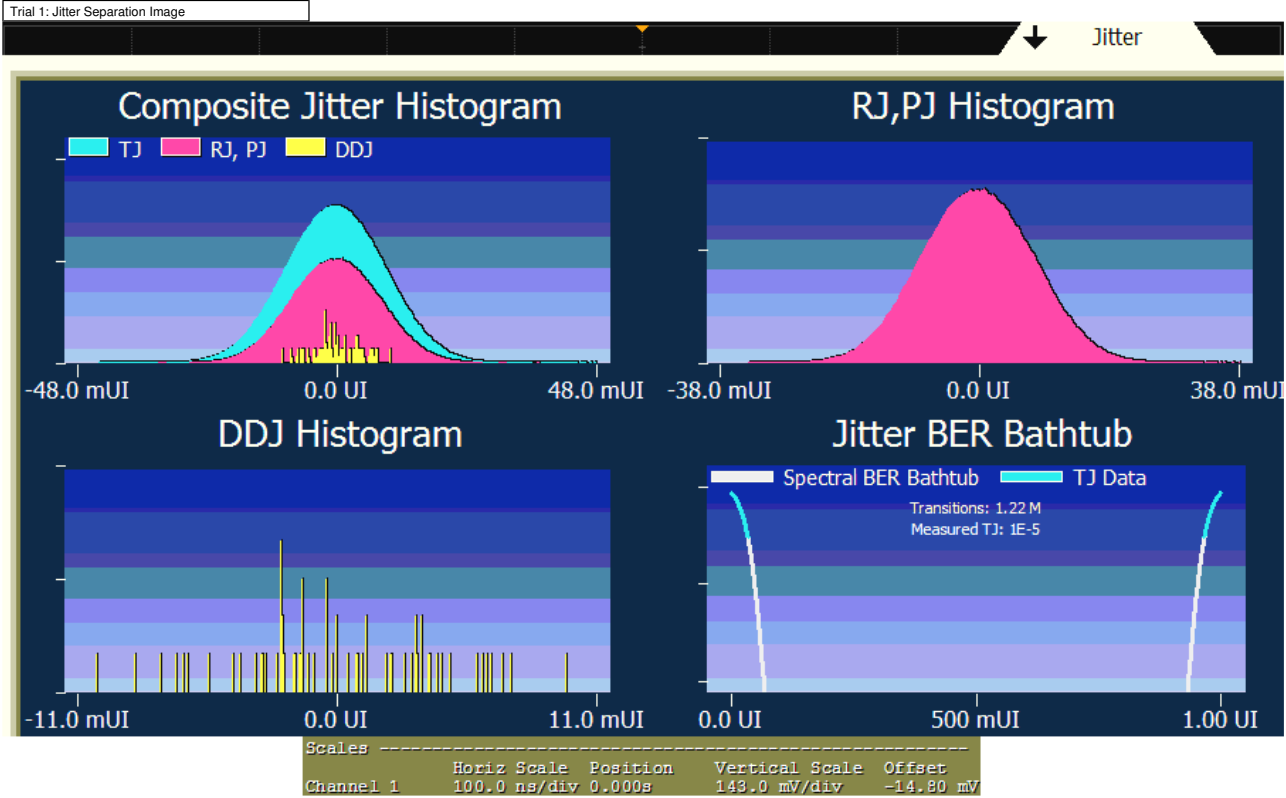 Trial 1: Jitter Separation Image
Jitter
Composite Jitter Histogram
TJ RJ, PJ DDJ
-48.0 mUI 0.0 UI 48.0 mUI
RJ,PJ Histogram
-38.0 mUI 0.0 UI 38.0 mUI
DDJ Histogram
-11.0 mUI 0.0 UI 11.0 mUI
Jitter BER Bathtub
Spectral BER Bathtub TJ Data
Transitions: 1.22 M
Measured TJ: 1E-5
0.0 UI 500 mUI 1.00 UI
Scales
Horiz Scale Position Vertical Scale Offset
Channel 1 100.0 ns/div 0.000s 143.0 mV/div -14.80 mV